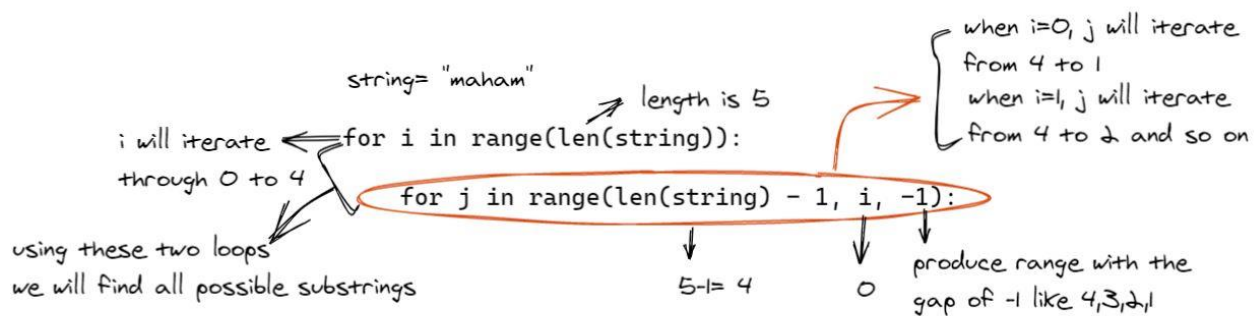 when i=0, j will iterate
from 4 to 1
when i=1, j will iterate
from 4 to 2 and so on
string= "maham"
length is 5
i will iterate
through 0 to 4
for i in range(len(string)):
for j in range(len(string) - 1, i, -1):
using these two loops
we will find all possible substrings
5-1= 4
0
produce range with the
gap of -1 like 4,3,2,1